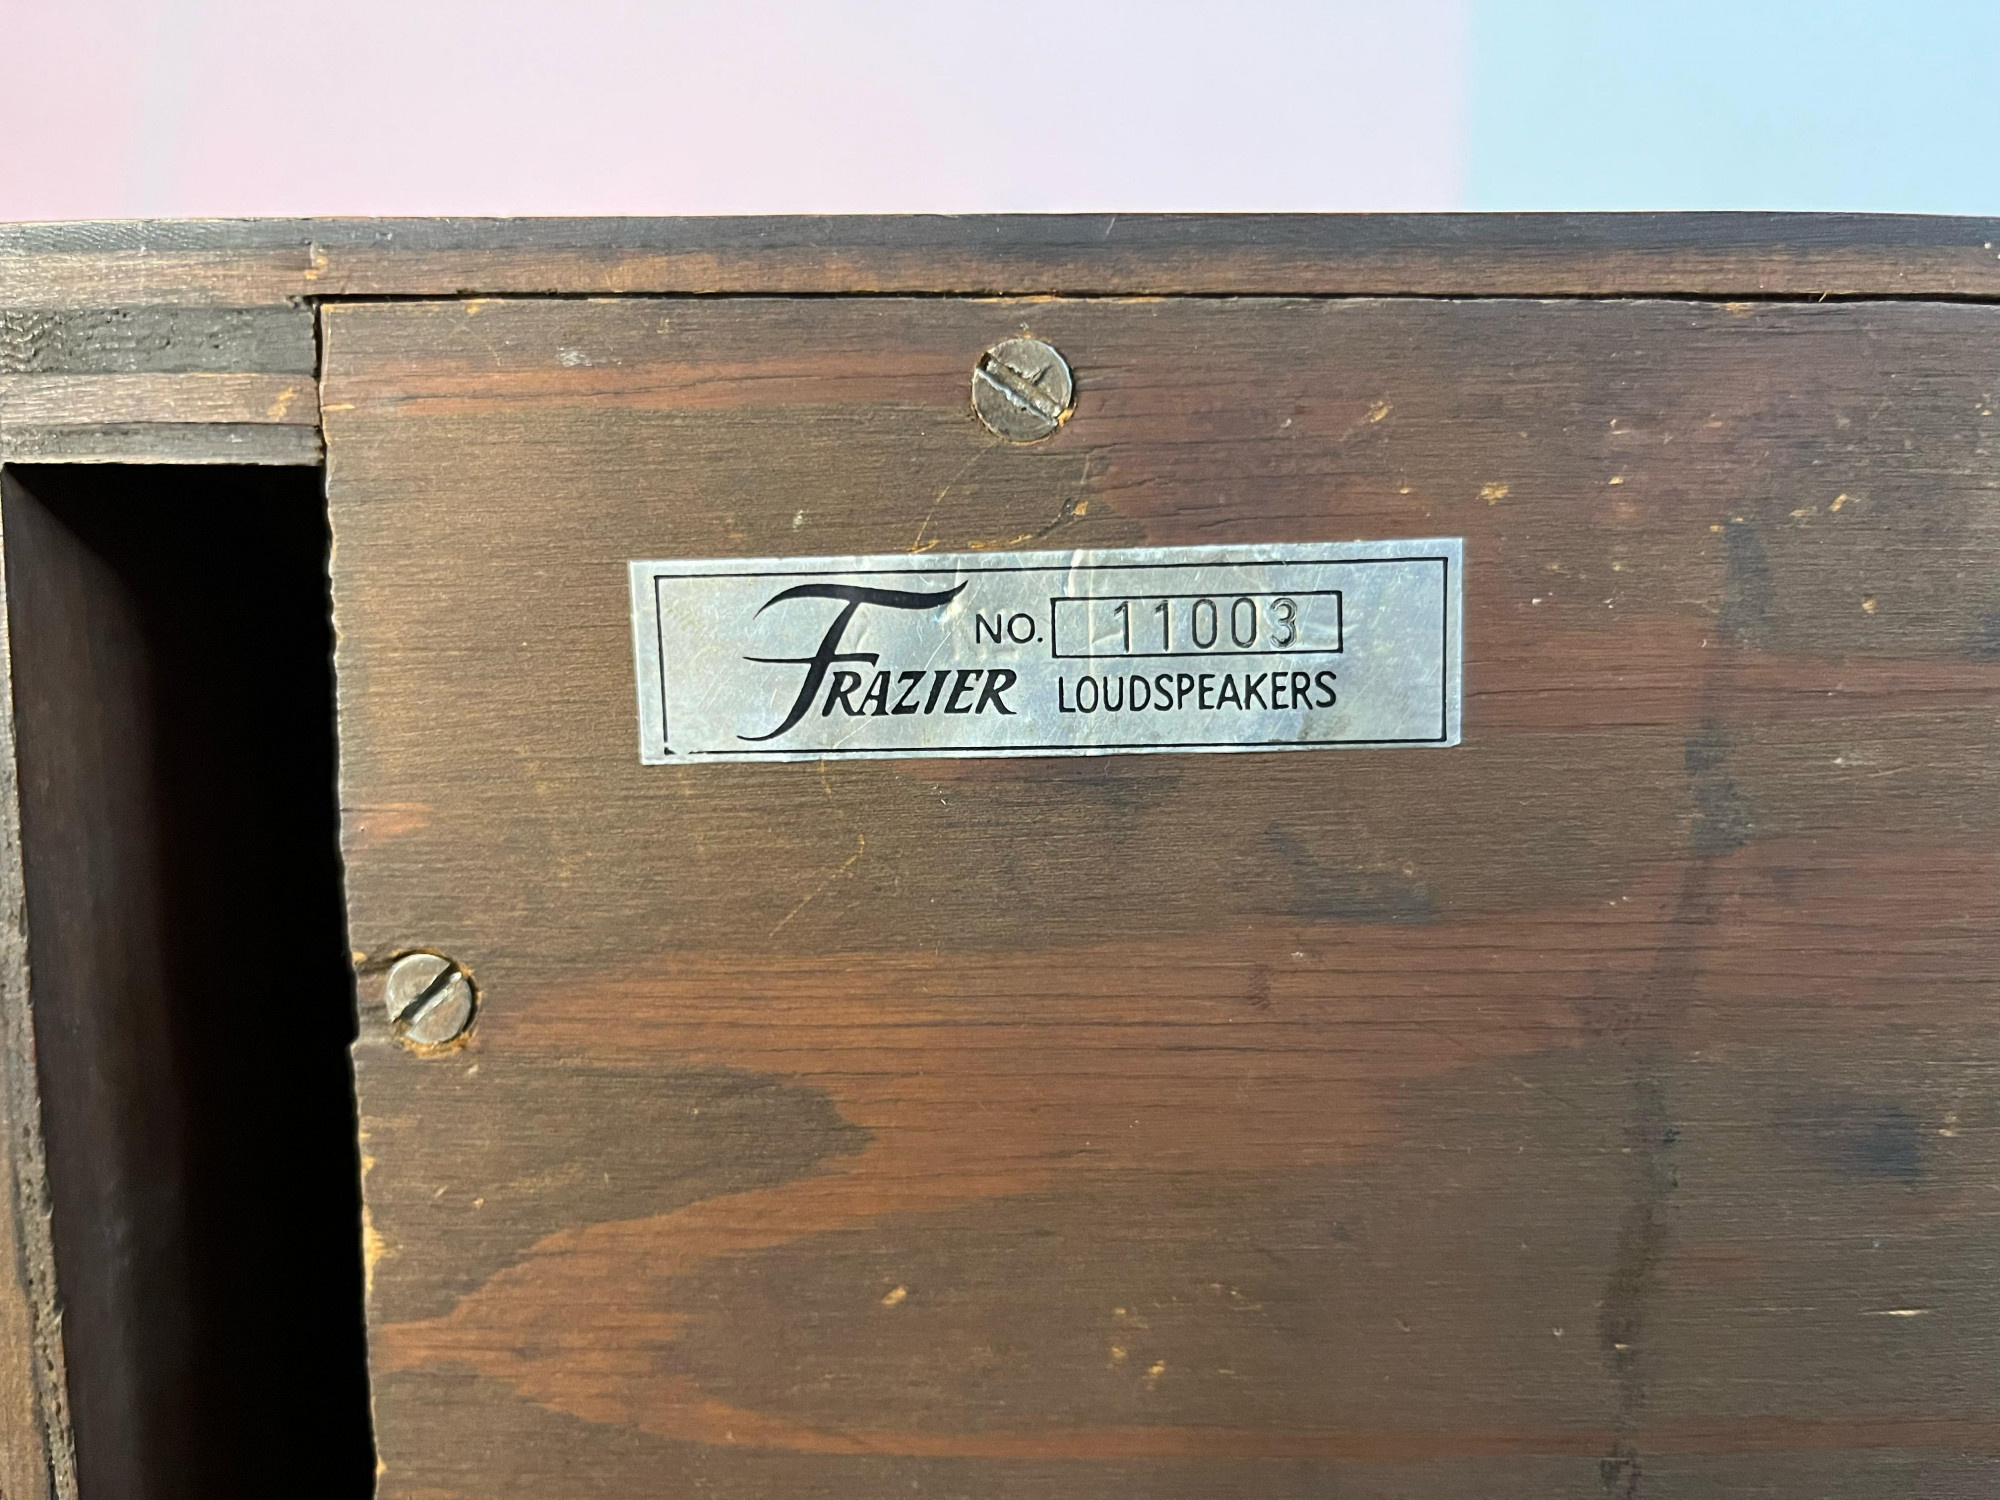 NO. 11003
FRAZIER LOUDSPEAKERS